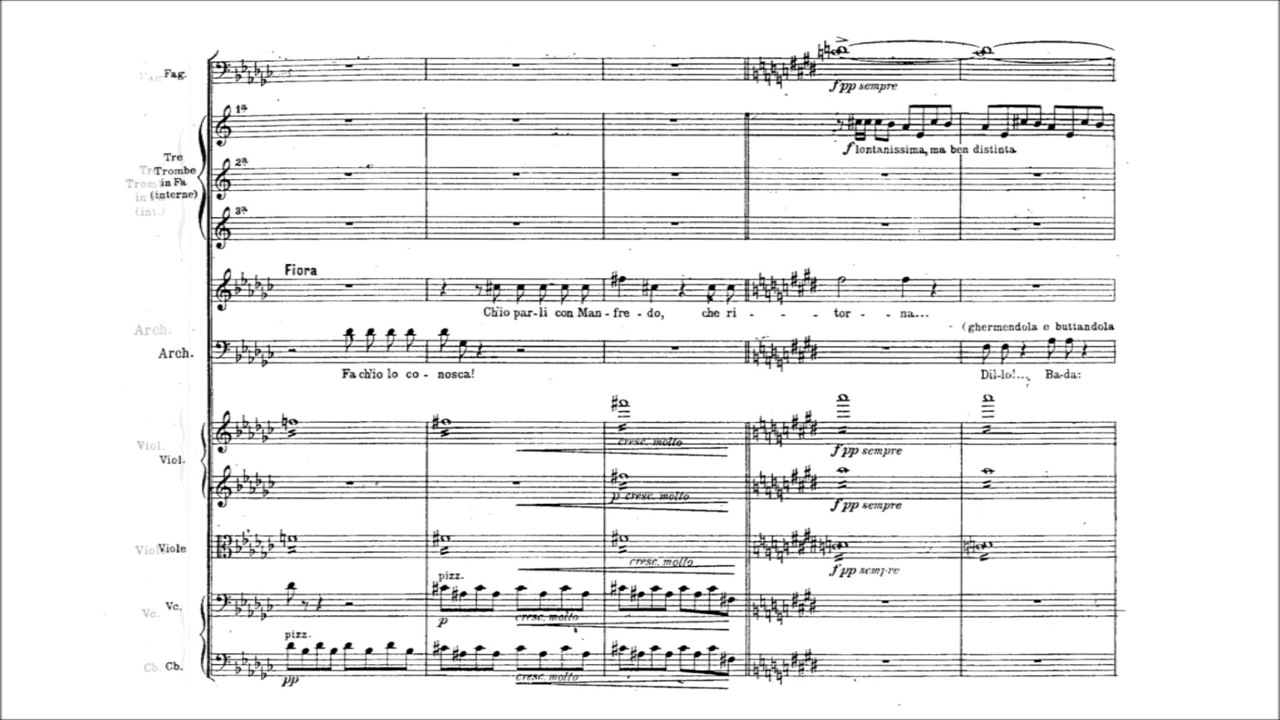 Fag.
fpp sempre
1ª
f lontanissima, ma ben distinta
Tre
Trombe
in Fa
(interne)
2ª
3ª
Fiora
Ch'io par-li con Man-fre-do, che ri - - tor - na...
(ghermendola e buttandola
Arch.
Arch.
Fa ch'io lo co - nosca!
Dil-lo!... Ba-da:
Viol.
Viol.
cresc. molto
fpp sempre
p cresc. molto
fpp sempre
Viole
cresc. molto
fpp sempre
pizz.
Vc. Vc.
p
cresc. molto
pizz.
Cb. Cb.
pp
cresc. molto